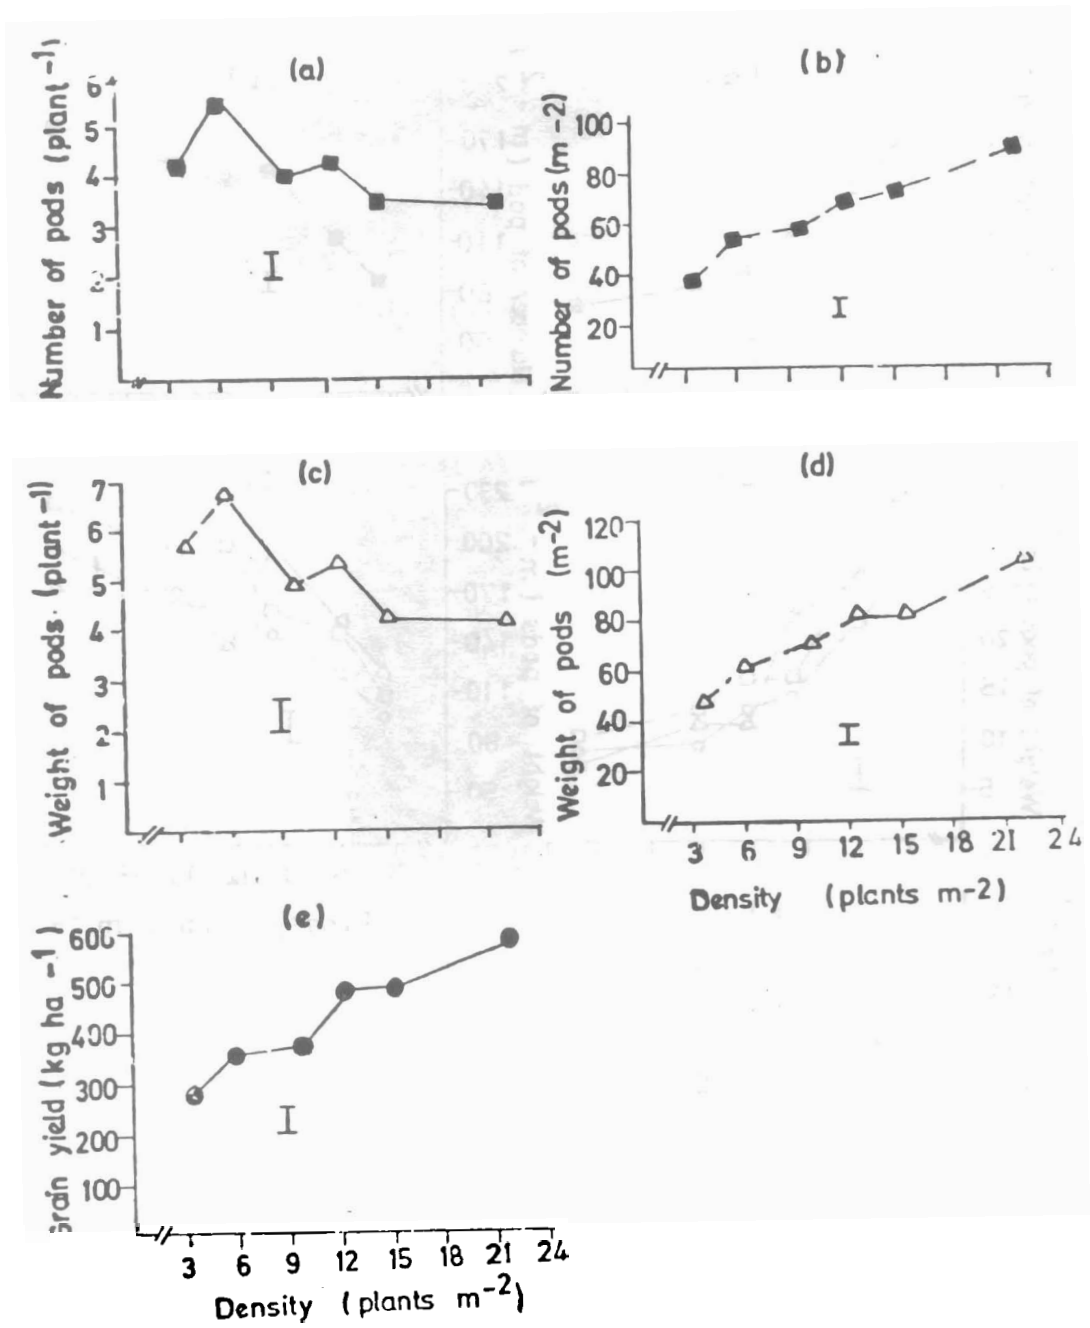 (a)
Number of pods (plant -1)
6
5
4
3
2
1
(b)
Number of pods (m -2)
100
80
60
40
20
(c)
Weight of pods. (plant-1)
7
6
5
4
3
2
1
(d)
Weight of pods (m-2)
120
100
80
60
40
20
3 6 9 12 15 18 21 24
Density (plants m-2)
(e)
Grain yield (kg ha -1)
600
500
400
300
200
100
3 6 9 12 15 18 21 24
Density (plants m-2)